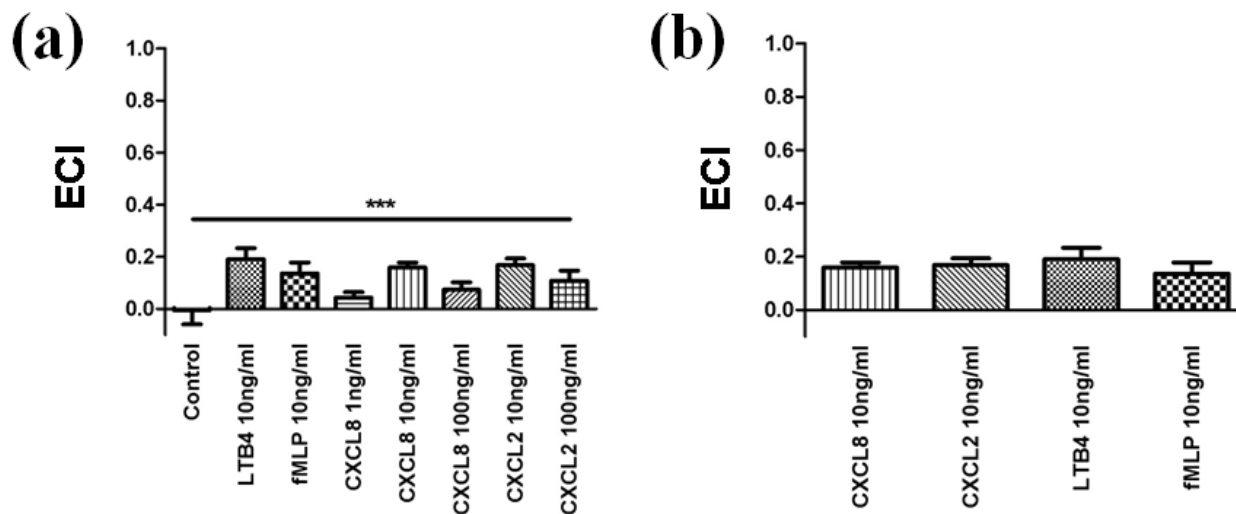 (a)
ECI
1.0
0.8
0.6
0.4
0.2
0.0
***
Control
LTB4 10ng/ml
fMLP 10ng/ml
CXCL8 1ng/ml
CXCL8 10ng/ml
CXCL8 100ng/ml
CXCL2 10ng/ml
CXCL2 100ng/ml
(b)
ECI
1.0
0.8
0.6
0.4
0.2
0.0
CXCL8 10ng/ml
CXCL2 10ng/ml
LTB4 10ng/ml
fMLP 10ng/ml